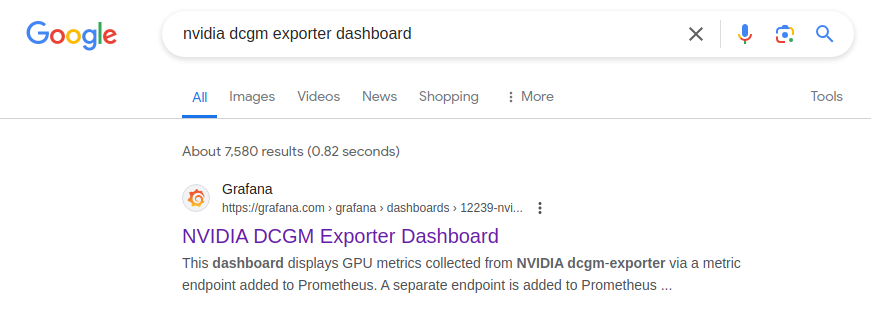 Google
nvidia dcgm exporter dashboard
All Images Videos News Shopping More Tools
About 7,580 results (0.82 seconds)
Grafana
https://grafana.com › grafana › dashboards › 12239-nvi...
NVIDIA DCGM Exporter Dashboard
This dashboard displays GPU metrics collected from NVIDIA dcgm-exporter via a metric
endpoint added to Prometheus. A separate endpoint is added to Prometheus ...